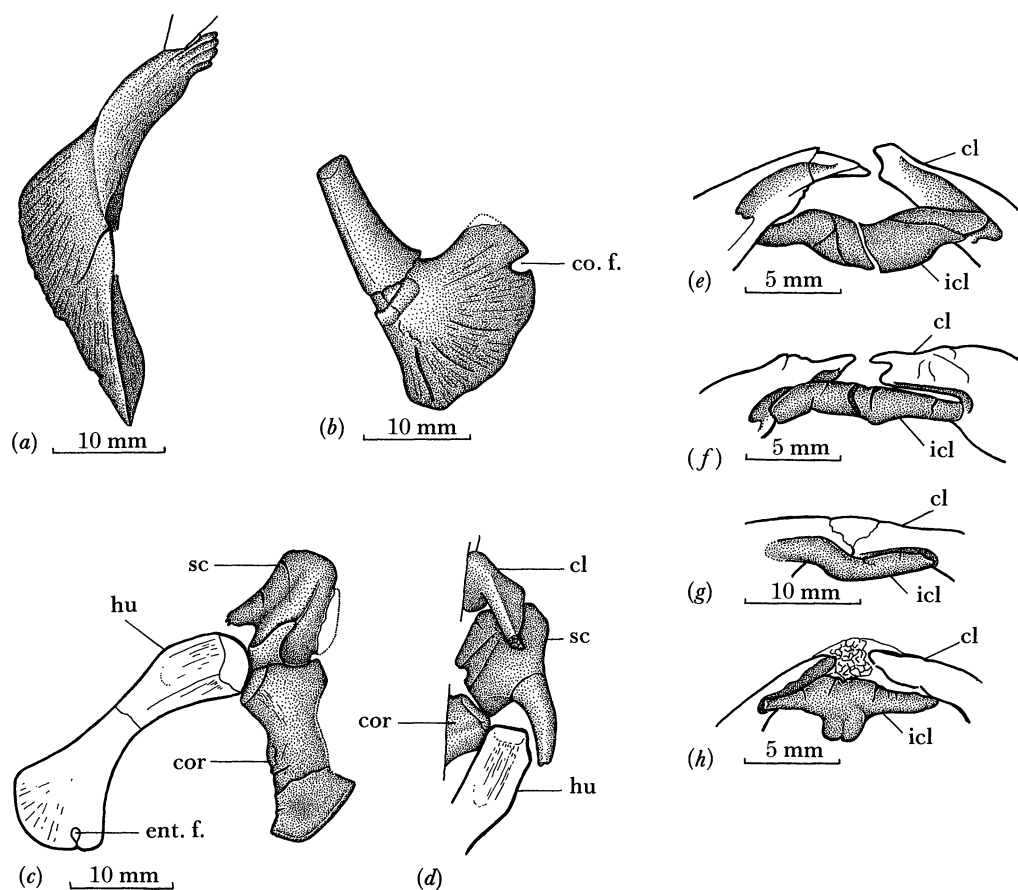 (a)
10 mm
co. f.
(b)
10 mm
sc
hu
cor
ent. f.
(c)
10 mm
cl
sc
cor
hu
(d)
cl
icl
(e)
5 mm
cl
icl
(f)
5 mm
cl
icl
(g)
10 mm
cl
icl
(h)
5 mm